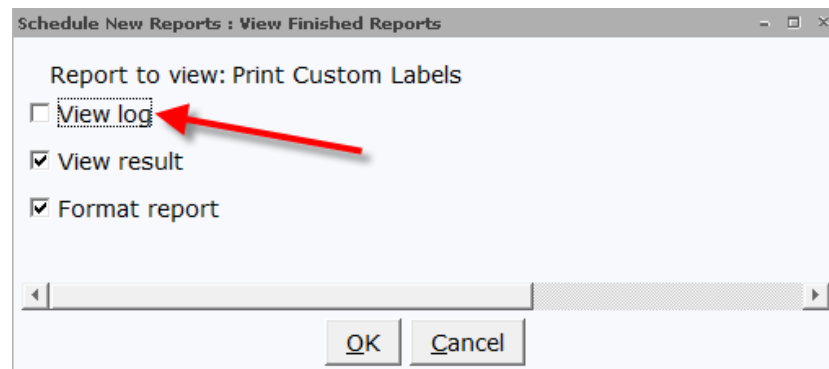 Schedule New Reports : View Finished Reports
Report to view: Print Custom Labels
View log
View result
Format report
OK Cancel